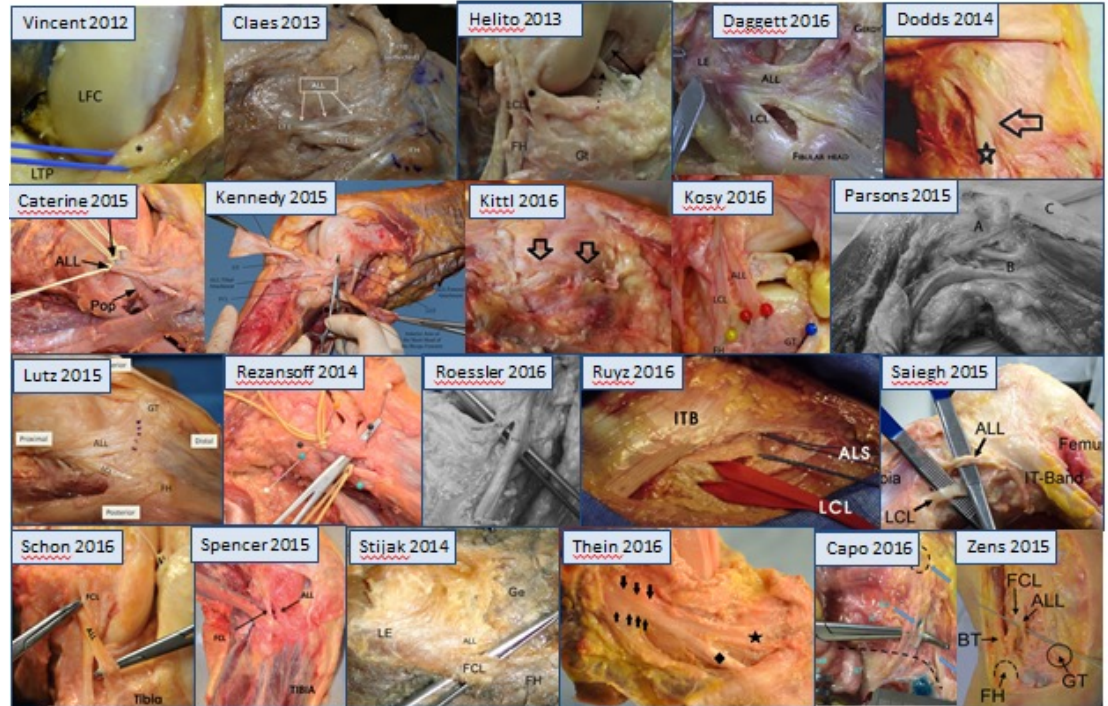 Vincent 2012
LFC
*
LTP
Claes 2013
ALL
Helito 2013
LCL
*
FH
Gt
Daggett 2016
LE
ALL
LCL
FIBULAR HEAD
Dodds 2014
Caterine 2015
ALL
Pop
Kennedy 2015
Kittl 2016
Kosy 2016
ALL
LCL
FH
GT
Parsons 2015
C
A
B
Lutz 2015
GT
Proximal
ALL
Distal
FH
Posterior
Rezansoff 2014
Roessler 2016
Ruyz 2016
ITB
ALS
LCL
Saiegh 2015
ALL
Femu
IT-Band
LCL
Schon 2016
FCL
ALL
Tibia
Spencer 2015
ALL
FCL
TIBIA
Stijak 2014
Ge
LE
ALL
FCL
FH
Thein 2016
Capo 2016
Zens 2015
FCL
ALL
BT
FH
GT